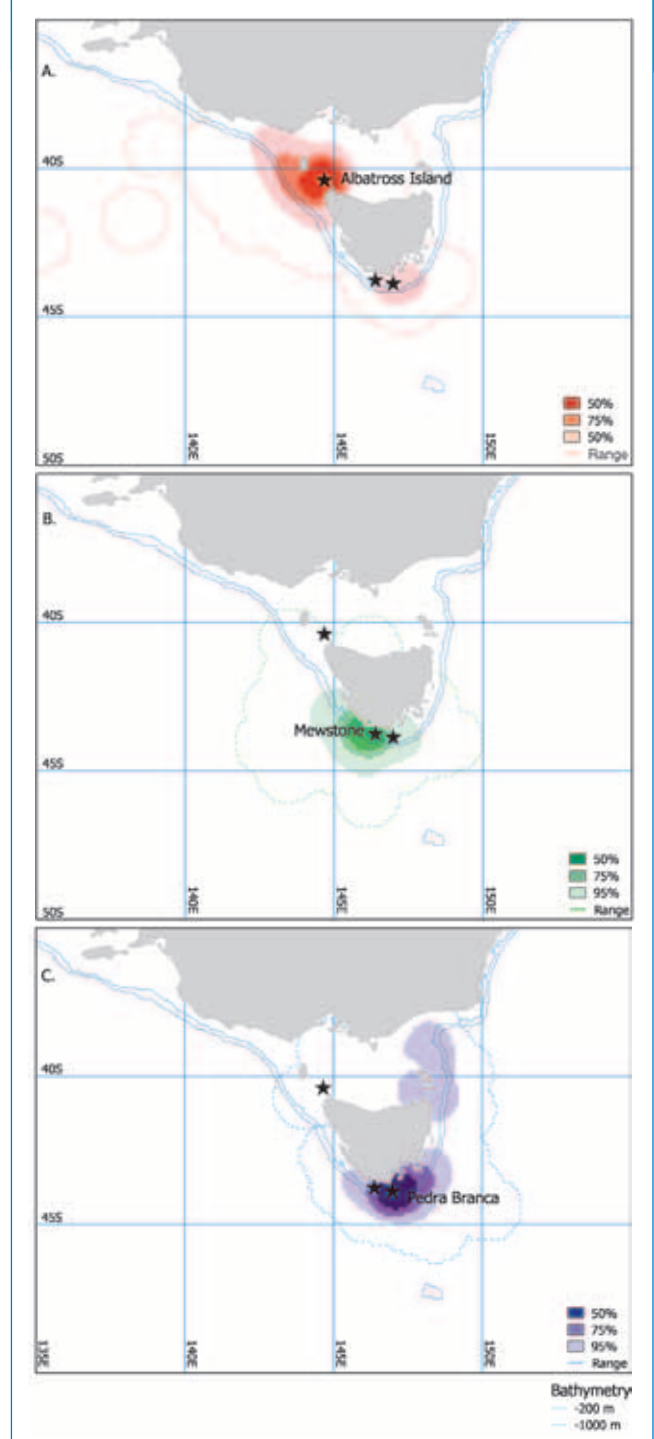 A.
40S
Albatross Island
45S
50%
75%
50%
Range
50S
140E
145E
150E
B.
40S
Mewstone
45S
50%
75%
95%
Range
50S
140E
145E
150E
C.
40S
Pedra Branca
45S
50%
75%
95%
Range
135E
140E
145E
150E
Bathymetry
-200 m
-1000 m